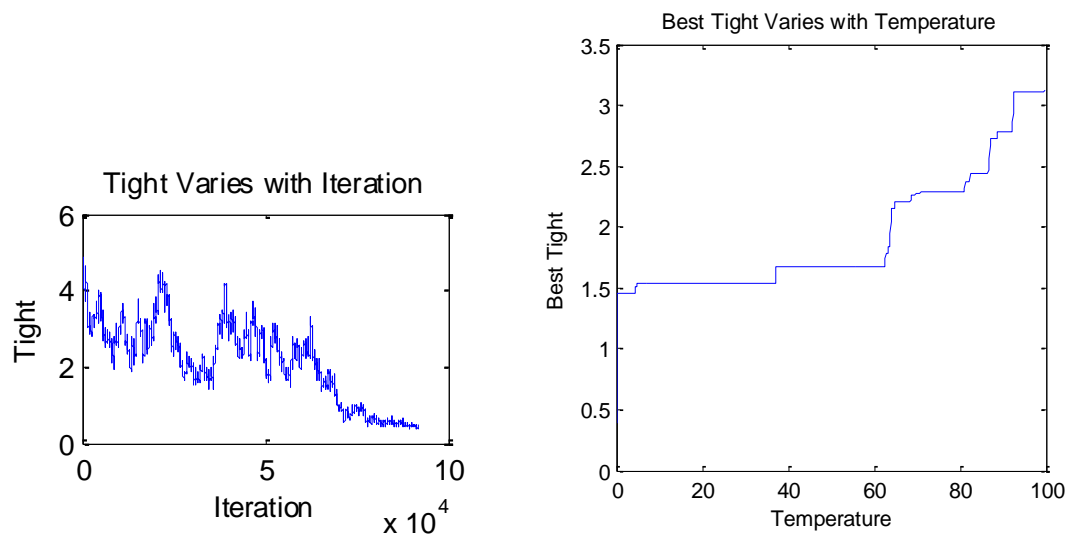 Tight Varies with Iteration
6
4
2
0
Tight
0 5 10
Iteration
x 10^4
Best Tight Varies with Temperature
3.5
3
2.5
2
1.5
1
0.5
0
Best Tight
0 20 40 60 80 100
Temperature